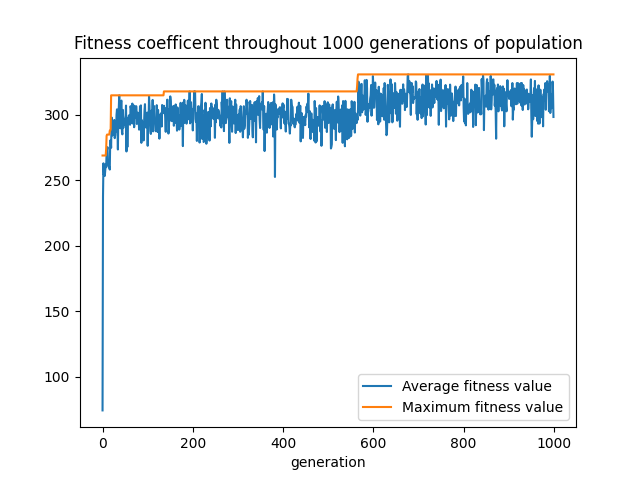 Fitness coefficent throughout 1000 generations of population
300
250
200
150
100
Average fitness value
Maximum fitness value
0 200 400 600 800 1000
generation